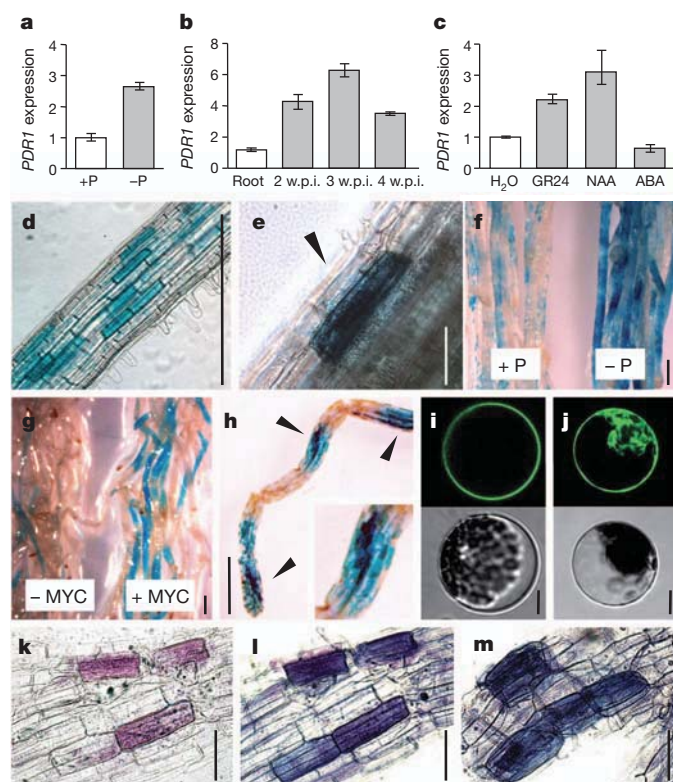 a
b
c
PDR1 expression
4
3
2
1
0
+P
−P
PDR1 expression
8
6
4
2
0
Root
2 w.p.i.
3 w.p.i.
4 w.p.i.
PDR1 expression
4
3
2
1
0
H₂O
GR24
NAA
ABA
d
e
f
+ P
− P
g
− MYC
+ MYC
h
i
j
k
l
m